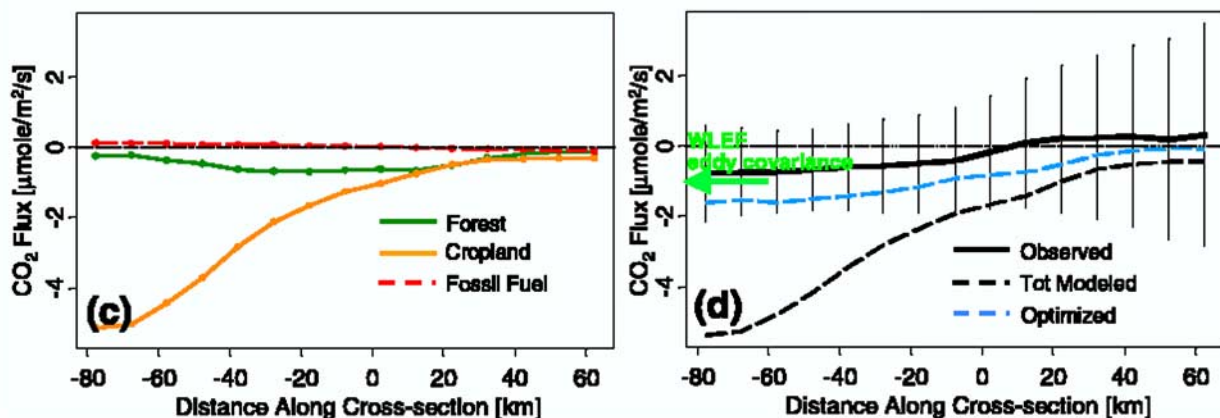 CO₂ Flux [µmole/m²/s]
2
0
-2
-4
(c)
Forest
Cropland
Fossil Fuel
-80 -60 -40 -20 0 20 40 60
Distance Along Cross-section [km]
CO₂ Flux [µmole/m²/s]
2
0
-2
-4
WLEF
eddy covariance
(d)
Observed
Tot Modeled
Optimized
-80 -60 -40 -20 0 20 40 60
Distance Along Cross-section [km]